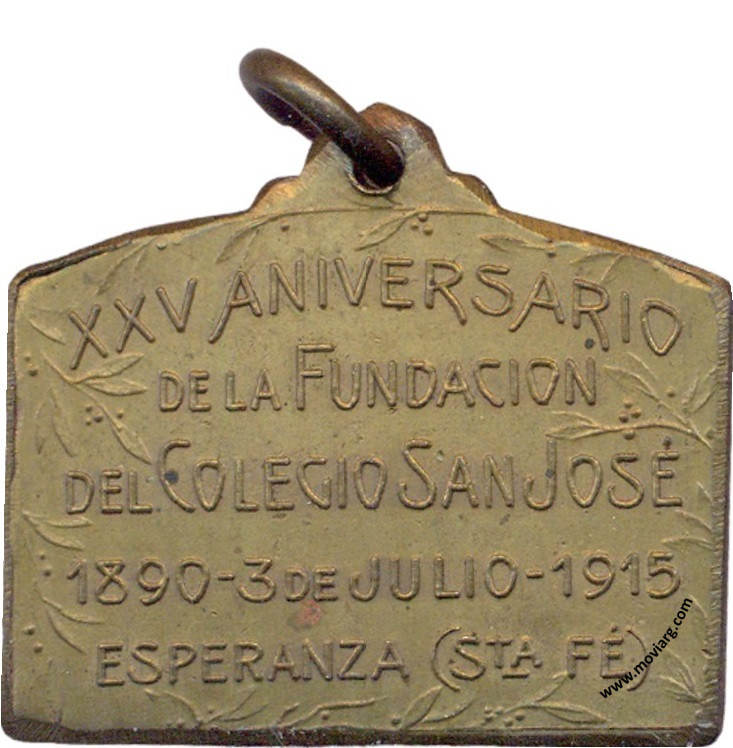 XXV ANIVERSARIO
DE LA FUNDACION
DEL COLEGIO SAN JOSÉ
1890-3 DE JULIO-1915
ESPERANZA (STA FÉ)
www.moviarg.com